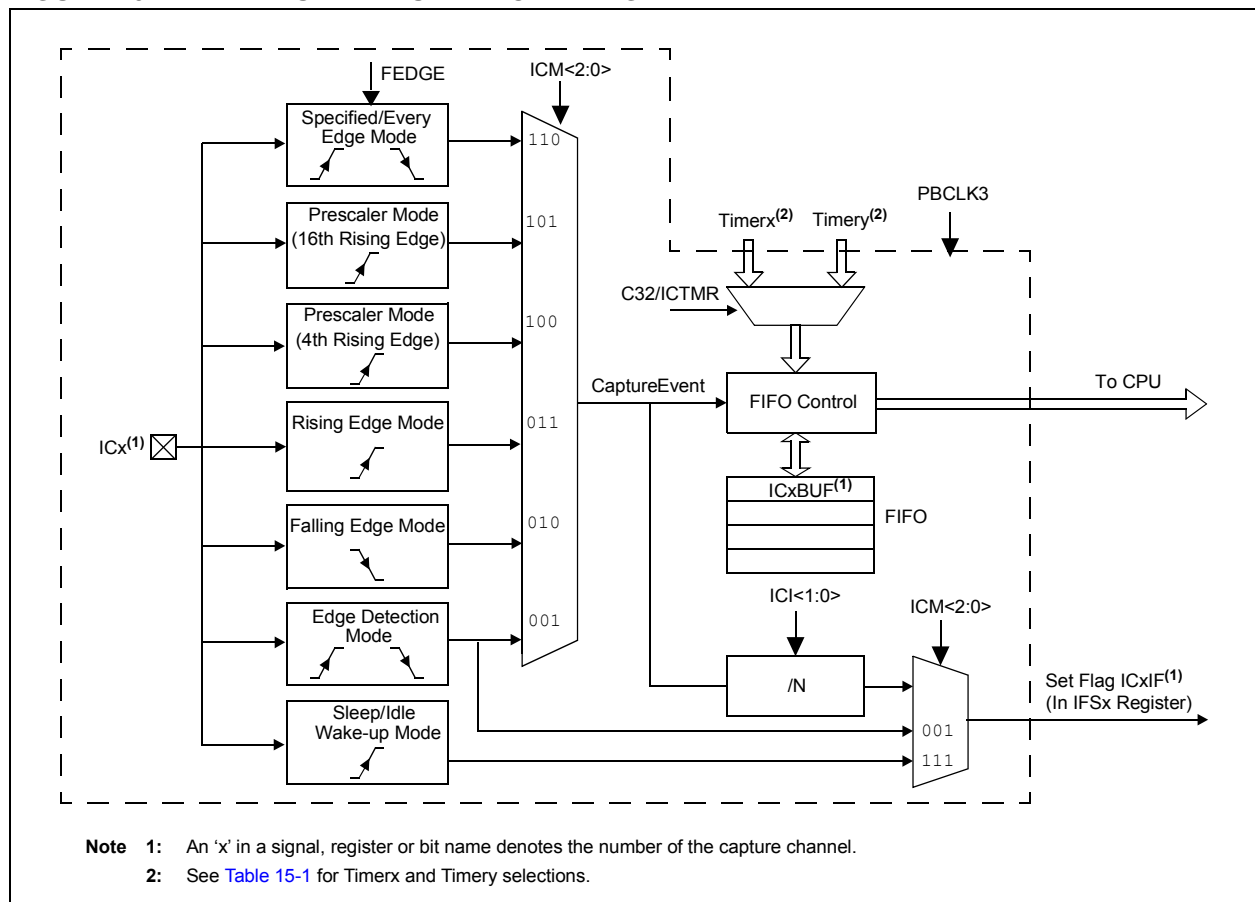 FEDGE
ICM<2:0>
Specified/Every
Edge Mode
110
PBCLK3
Prescaler Mode
(16th Rising Edge)
101
Timerx(2)
Timery(2)
C32/ICTMR
Prescaler Mode
(4th Rising Edge)
100
CaptureEvent
FIFO Control
To CPU
ICx(1)
Rising Edge Mode
011
ICxBUF(1)
FIFO
Falling Edge Mode
010
ICI<1:0>
ICM<2:0>
Edge Detection
Mode
001
/N
Set Flag ICxIF(1)
(In IFSx Register)
Sleep/Idle
Wake-up Mode
001
111
Note 1: An ‘x’ in a signal, register or bit name denotes the number of the capture channel.
2: See Table 15-1 for Timerx and Timery selections.